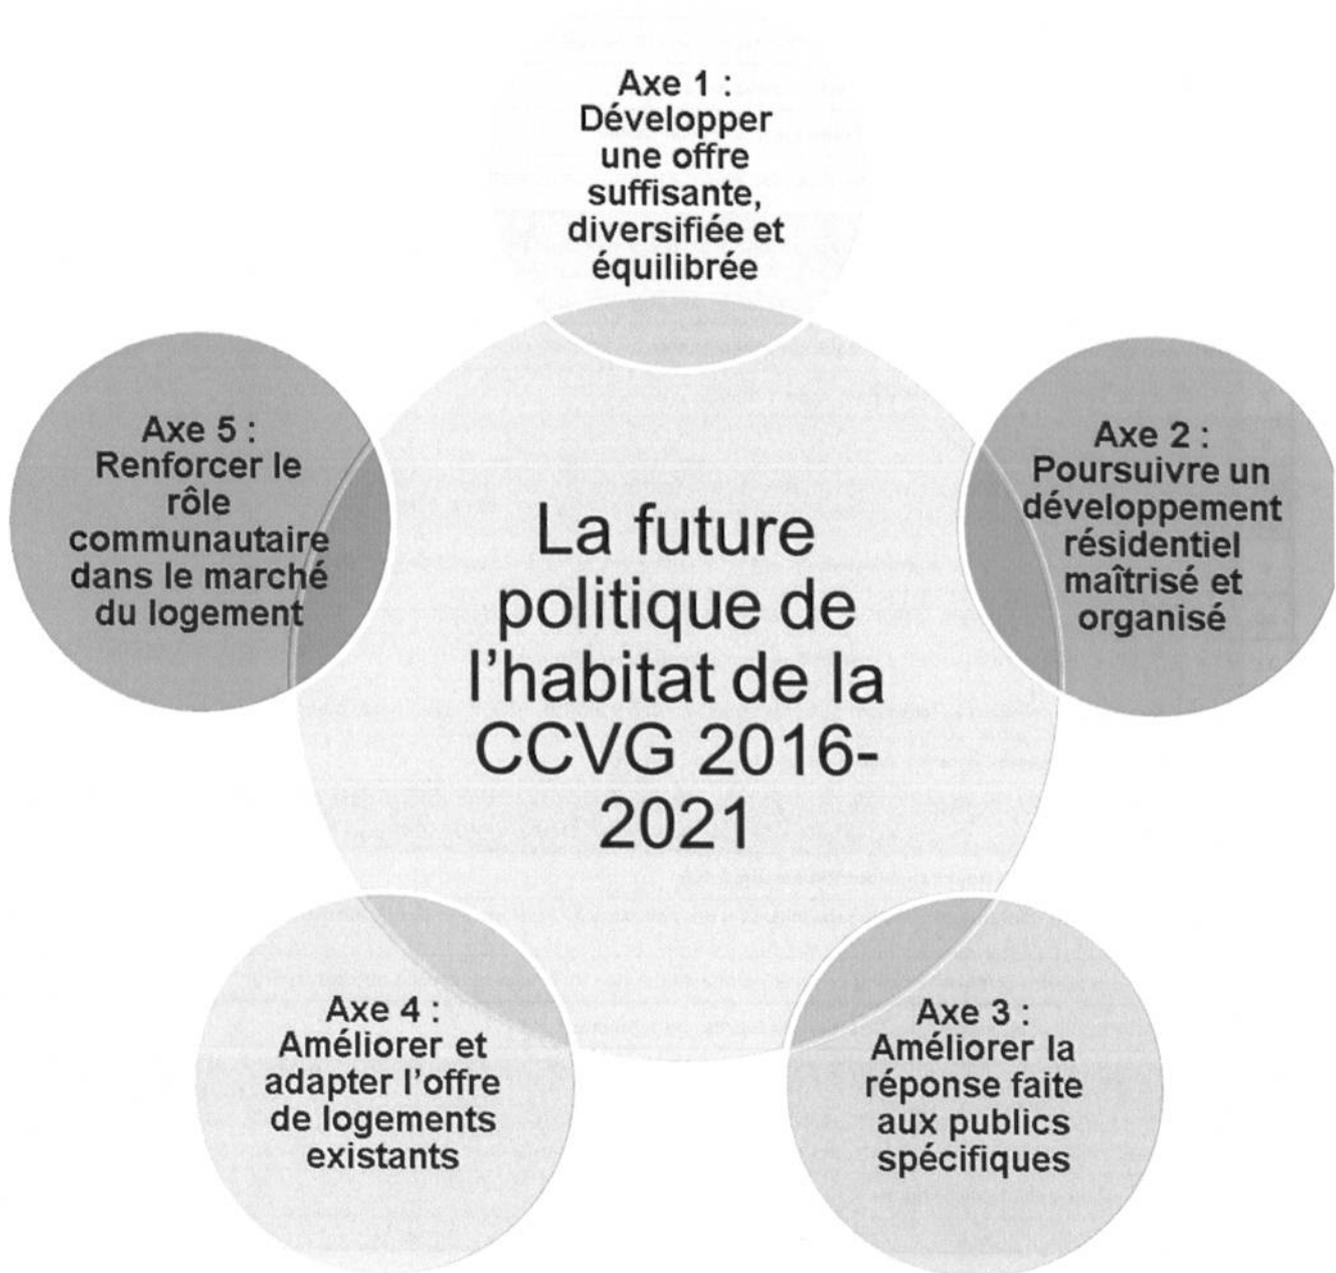 Axe 1 :
Développer
une offre
suffisante,
diversifiée et
équilibrée
Axe 5 :
Renforcer le
rôle
communautaire
dans le marché
du logement
La future
politique de
l'habitat de la
CCVG 2016-
2021
Axe 2 :
Poursuivre un
développement
résidentiel
maîtrisé et
organisé
Axe 4 :
Améliorer et
adapter l'offre
de logements
existants
Axe 3 :
Améliorer la
réponse faite
aux publics
spécifiques